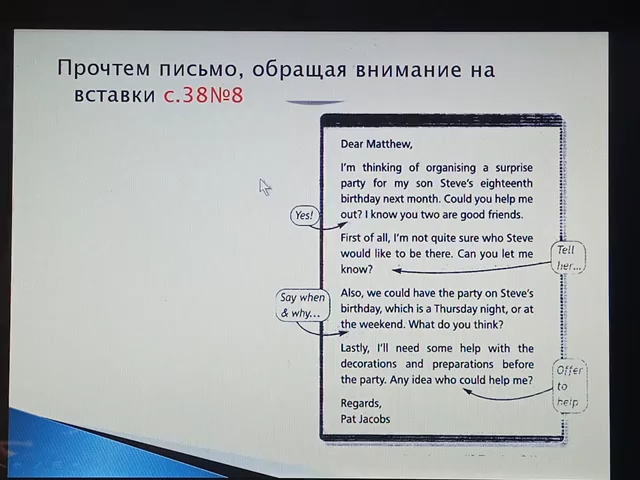 Прочтем письмо, обращая внимание на
вставки с.38№8
Dear Matthew,
I'm thinking of organising a surprise
party for my son Steve's eighteenth
birthday next month. Could you help me
out? I know you two are good friends.
Yes!
First of all, I'm not quite sure who Steve
would like to be there. Can you let me
know?
Tell
her...
Also, we could have the party on Steve's
birthday, which is a Thursday night, or at
the weekend. What do you think?
Say when
& why...
Lastly, I'll need some help with the
decorations and preparations before
the party. Any idea who could help me?
Offer
to
help
Regards,
Pat Jacobs